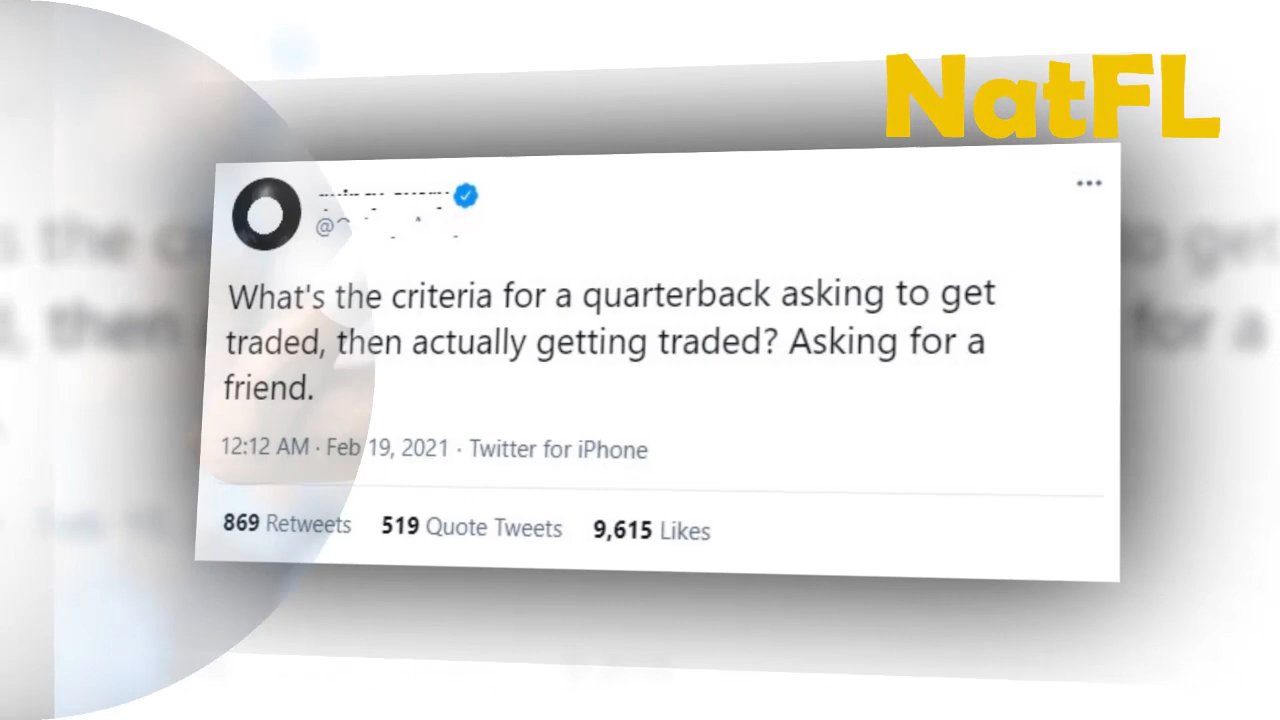 NatFL
What's the criteria for a quarterback asking to get
traded, then actually getting traded? Asking for a
friend.
12:12 AM · Feb 19, 2021 · Twitter for iPhone
869 Retweets 519 Quote Tweets 9,615 Likes